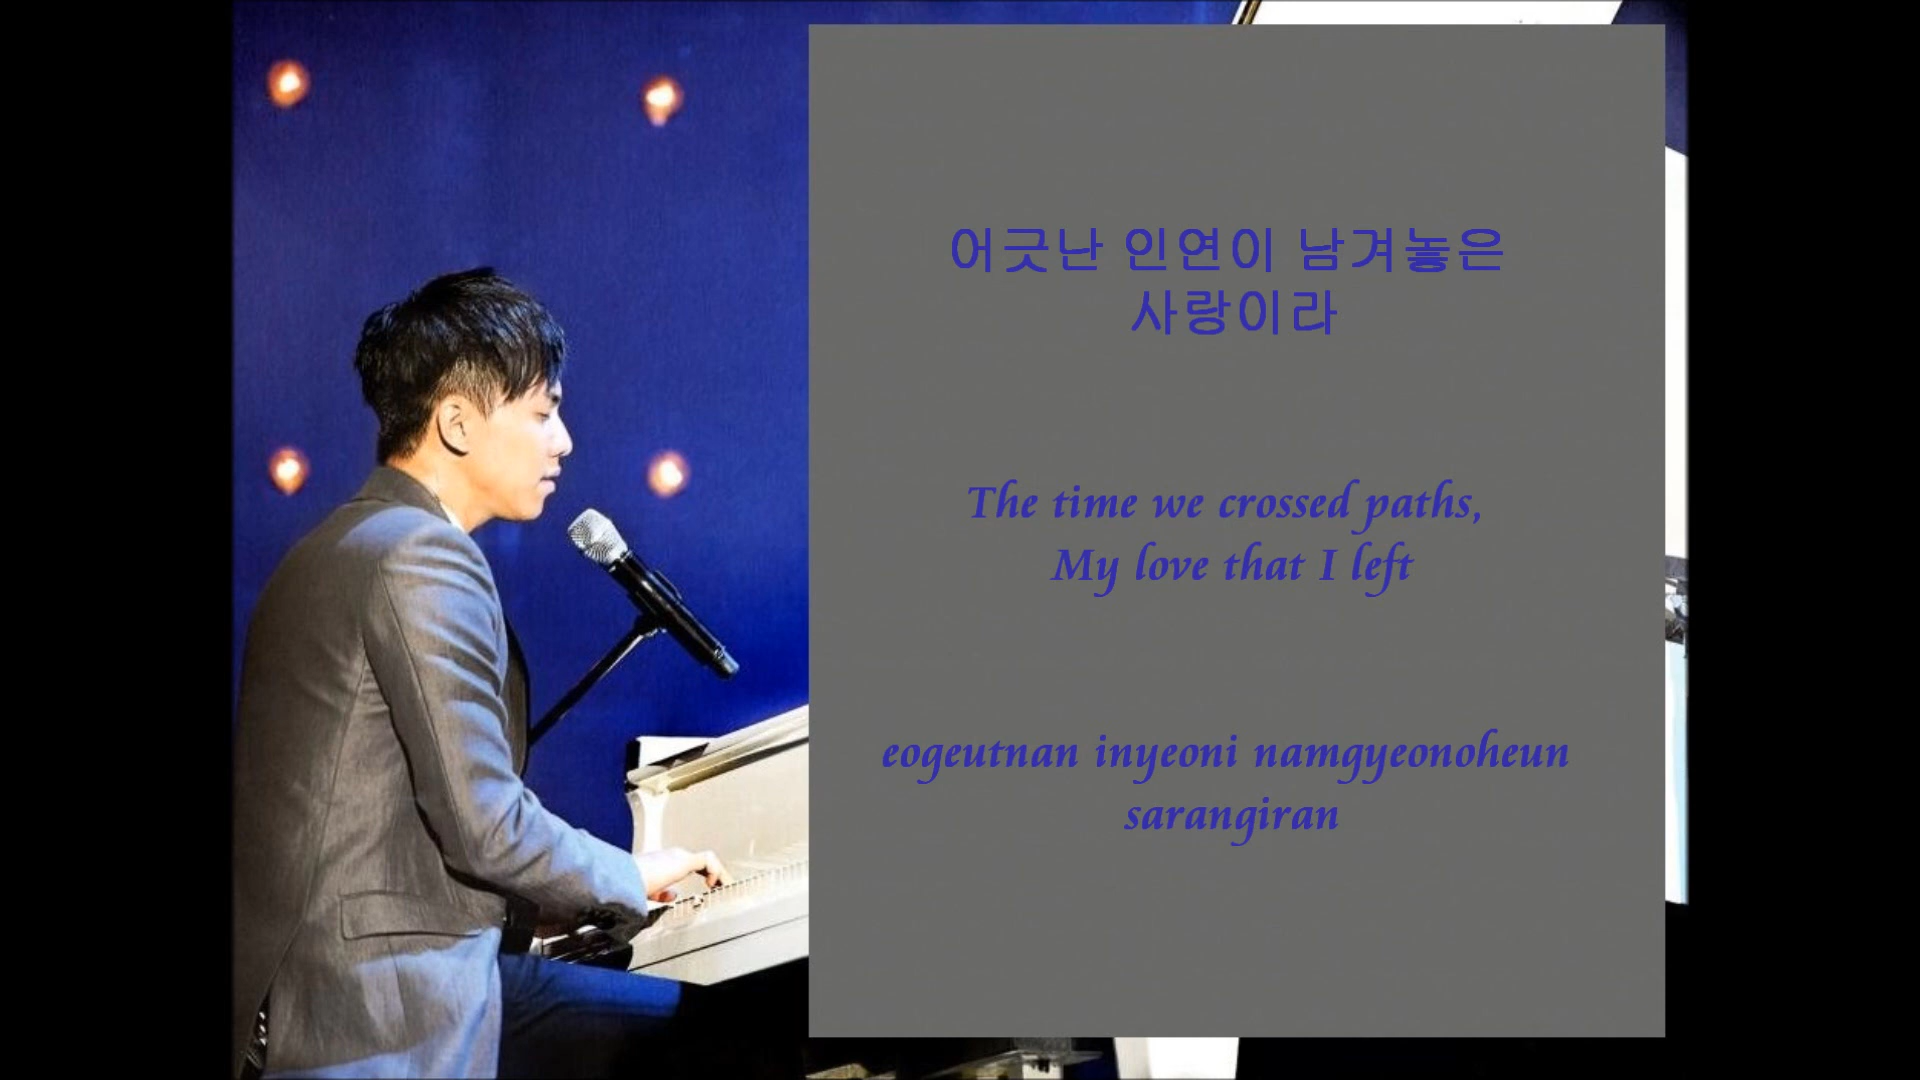 어긋난 인연이 남겨놓은
사랑이라
The time we crossed paths,
My love that I left
eogeutnan inyeoni namgyeonoheun
sarangiran